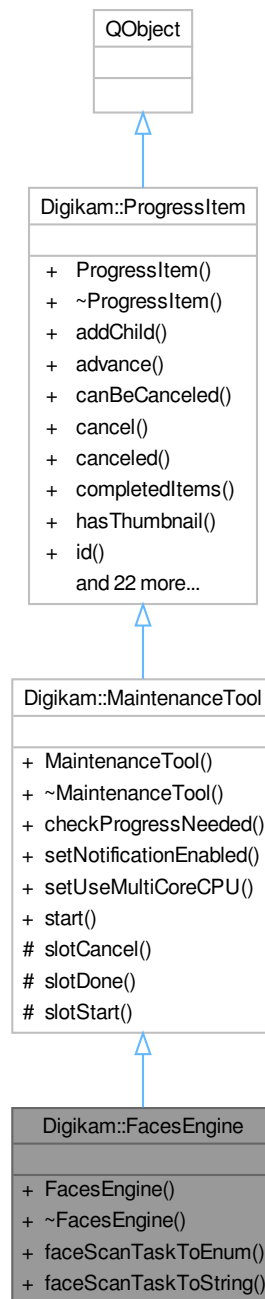 QObject
Digikam::ProgressItem
+ ProgressItem()
+ ~ProgressItem()
+ addChild()
+ advance()
+ canBeCanceled()
+ cancel()
+ canceled()
+ completedItems()
+ hasThumbnail()
+ id()
and 22 more...
Digikam::MaintenanceTool
+ MaintenanceTool()
+ ~MaintenanceTool()
+ checkProgressNeeded()
+ setNotificationEnabled()
+ setUseMultiCoreCPU()
+ start()
# slotCancel()
# slotDone()
# slotStart()
Digikam::FacesEngine
+ FacesEngine()
+ ~FacesEngine()
+ faceScanTaskToEnum()
+ faceScanTaskToString()